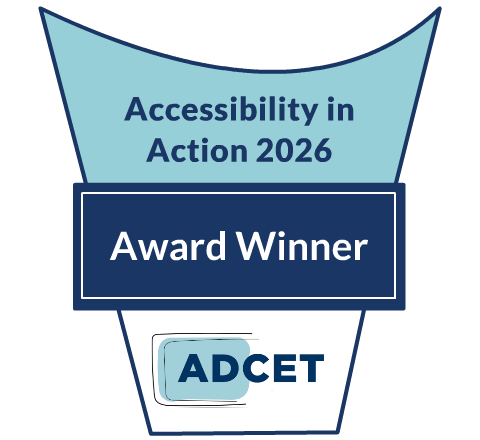 Accessibility in
Action 2026
Award Winner
ADCET